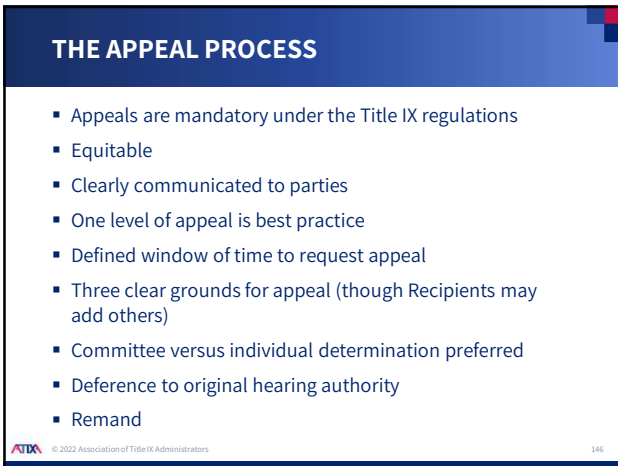 THE APPEAL PROCESS
▪ Appeals are mandatory under the Title IX regulations
▪ Equitable
▪ Clearly communicated to parties
▪ One level of appeal is best practice
▪ Defined window of time to request appeal
▪ Three clear grounds for appeal (though Recipients may
add others)
▪ Committee versus individual determination preferred
▪ Deference to original hearing authority
▪ Remand
ATIXA © 2022 Association of Title IX Administrators 146